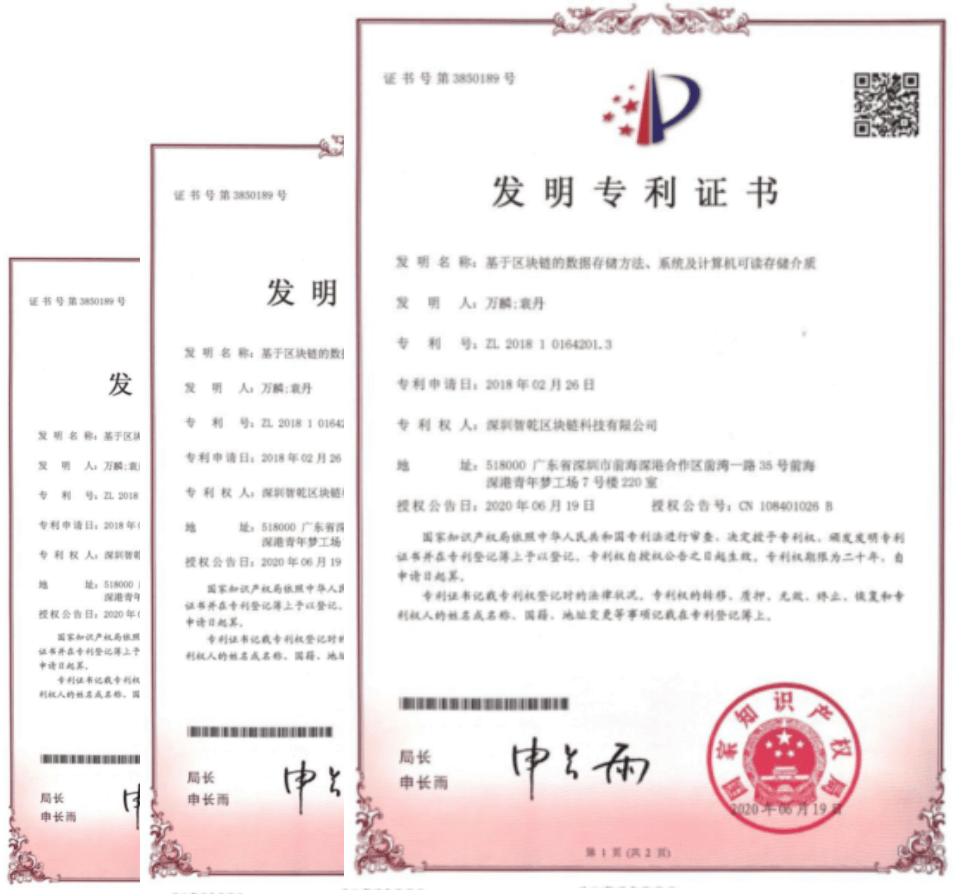 证书号第3850189号
发明专利证书
发明名称：基于区块链的数据存储方法、系统及计算机可读存储介质
发明人：万麟;袁丹
专利号：ZL 2018 1 0164201.3
专利申请日：2018年02月26日
专利权人：深圳智乾区块链科技有限公司
地址：518000 广东省深圳市前海深港合作区前湾一路35号前海
深港青年梦工场7号楼220室
授权公告日：2020年06月19日 授权公告号：CN 108401026 B
国家知识产权局依照中华人民共和国专利法进行审查，决定授予专利权，颁发发明专利
证书并在专利登记簿上予以登记，专利权自授权公告之日起生效。专利权期限为二十年，自
申请日起算。
专利证书记载专利权登记时的法律状况。专利权的转移、质押、无效、终止、恢复和专
利权人的姓名或名称、国籍、地址变更等事项记载在专利登记簿上。
局长
申长雨
申长雨
国家知识产权局
2020年06月19日
第1页(共2页)
证书号第3850189号
发明
发明名称：基于区块链的数
发明人：万麟;袁丹
专利号：ZL 2018 1 0164
专利申请日：2018年02月26
专利权人：深圳智乾区块链
地址：518000 广东省深
深港青年梦工场
授权公告日：2020年06月19
国家知识产权局依照中华人民
证书并在专利登记簿上予以登记，
申请日起算。
专利证书记载专利权登记时的
利权人的姓名或名称、国籍、地址
局长
申长雨
证书号第3850189号
发
发明名称：基于区块
发明人：万麟;袁
专利号：ZL 2018
专利申请日：2018年
专利权人：深圳智
地址：518000
深港青年
授权公告日：2020年
国家知识产权局依照
证书并在专利登记簿上予
申请日起算。
专利证书记载专利权
利权人的姓名或名称、国
局长
申长雨